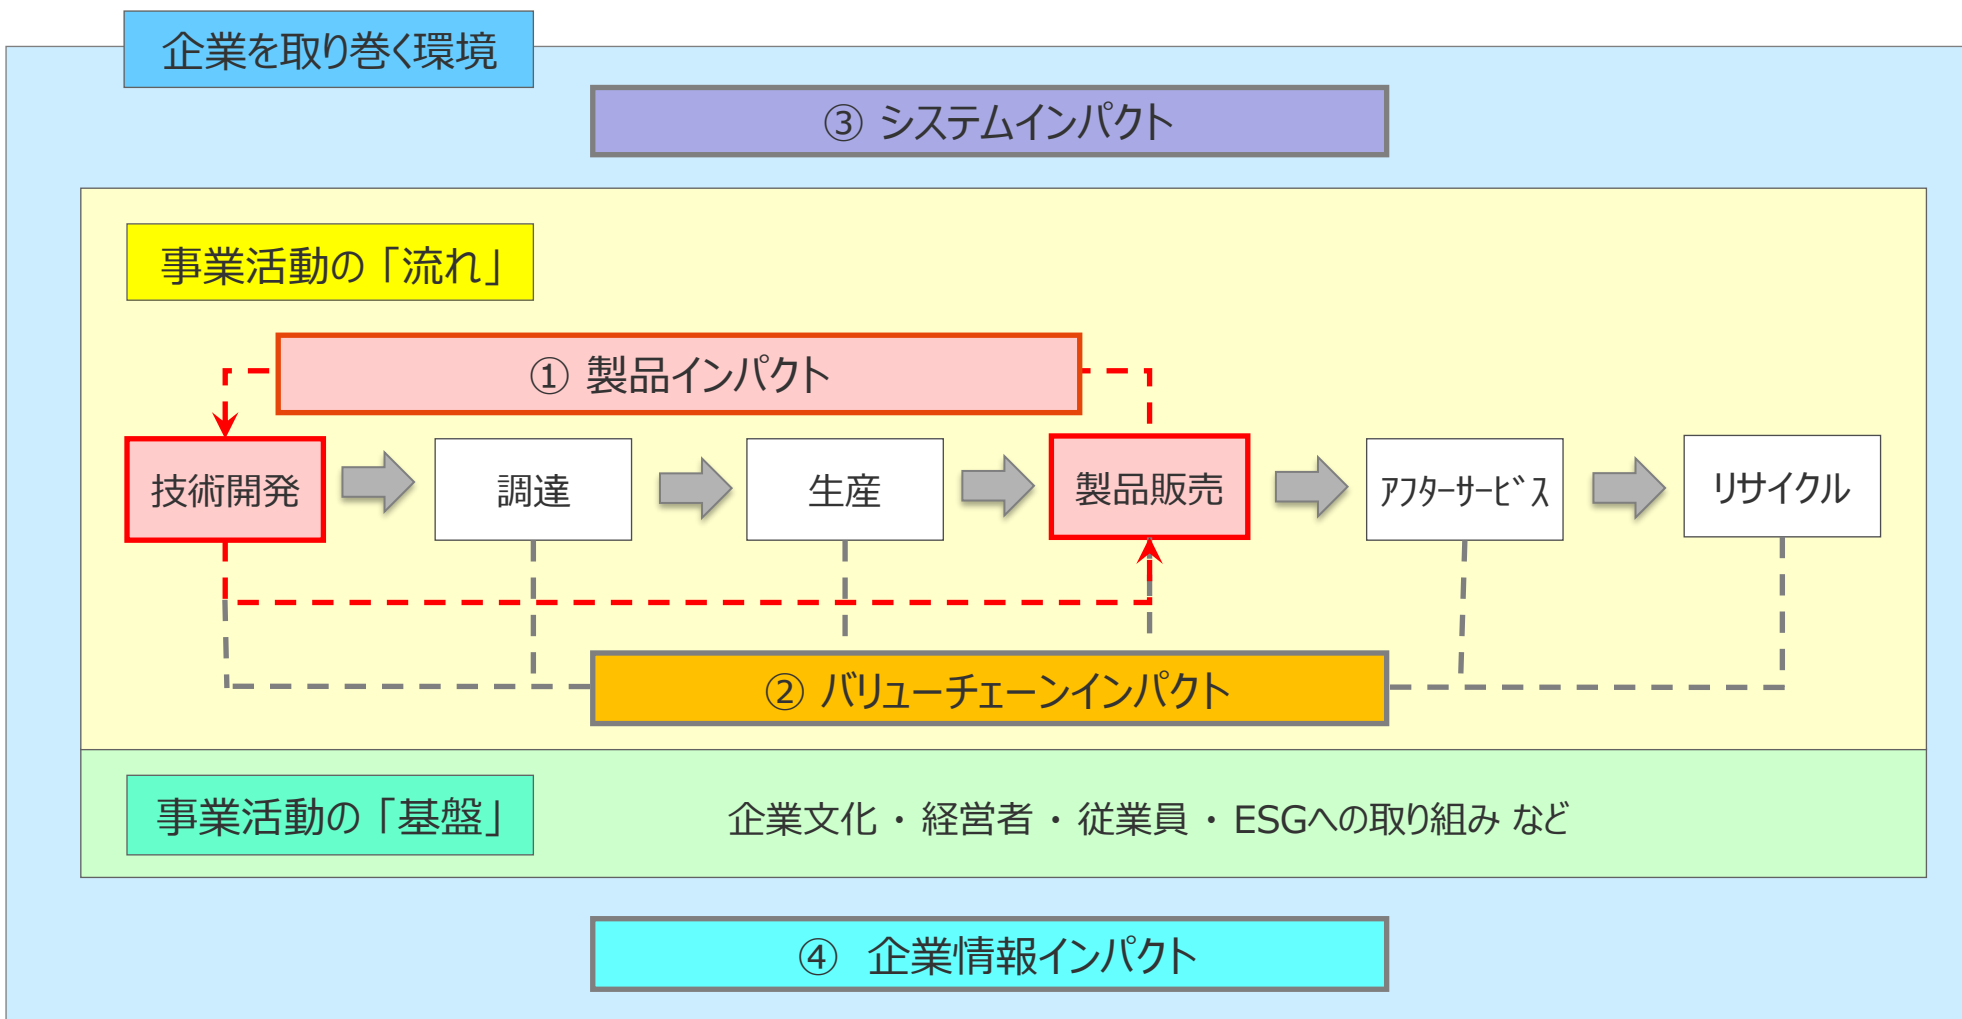 企業を取り巻く環境
③ システムインパクト
事業活動の「流れ」
① 製品インパクト
技術開発
調達
生産
製品販売
ｱﾌﾀｰｻｰﾋﾞｽ
リサイクル
② バリューチェーンインパクト
事業活動の「基盤」
企業文化 ・ 経営者 ・ 従業員 ・ ESGへの取り組み など
④ 企業情報インパクト